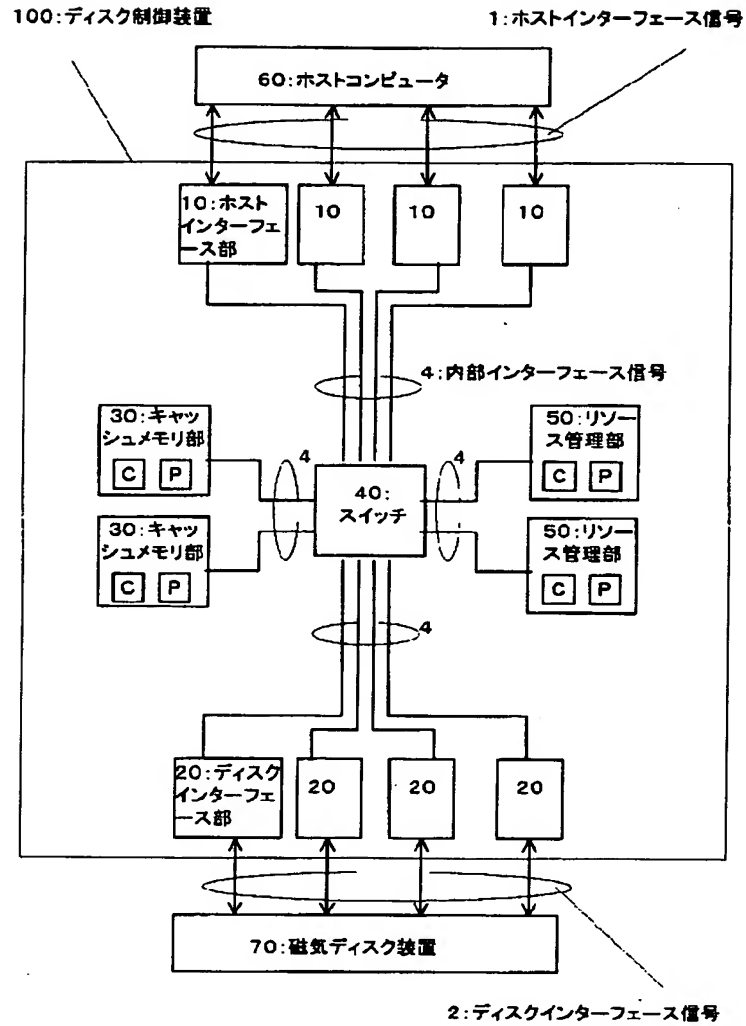 100:ディスク制御装置
1:ホストインターフェース信号
60:ホストコンピュータ
10:ホスト
インターフェ
ース部
10
10
10
4:内部インターフェース信号
30:キャッ
シュメモリ部
C P
50:リソー
ス管理部
C P
4
4
40:
スイッチ
30:キャッ
シュメモリ部
C P
50:リソー
ス管理部
C P
4
20:ディスク
インターフェ
ース部
20
20
20
70:磁気ディスク装置
2:ディスクインターフェース信号